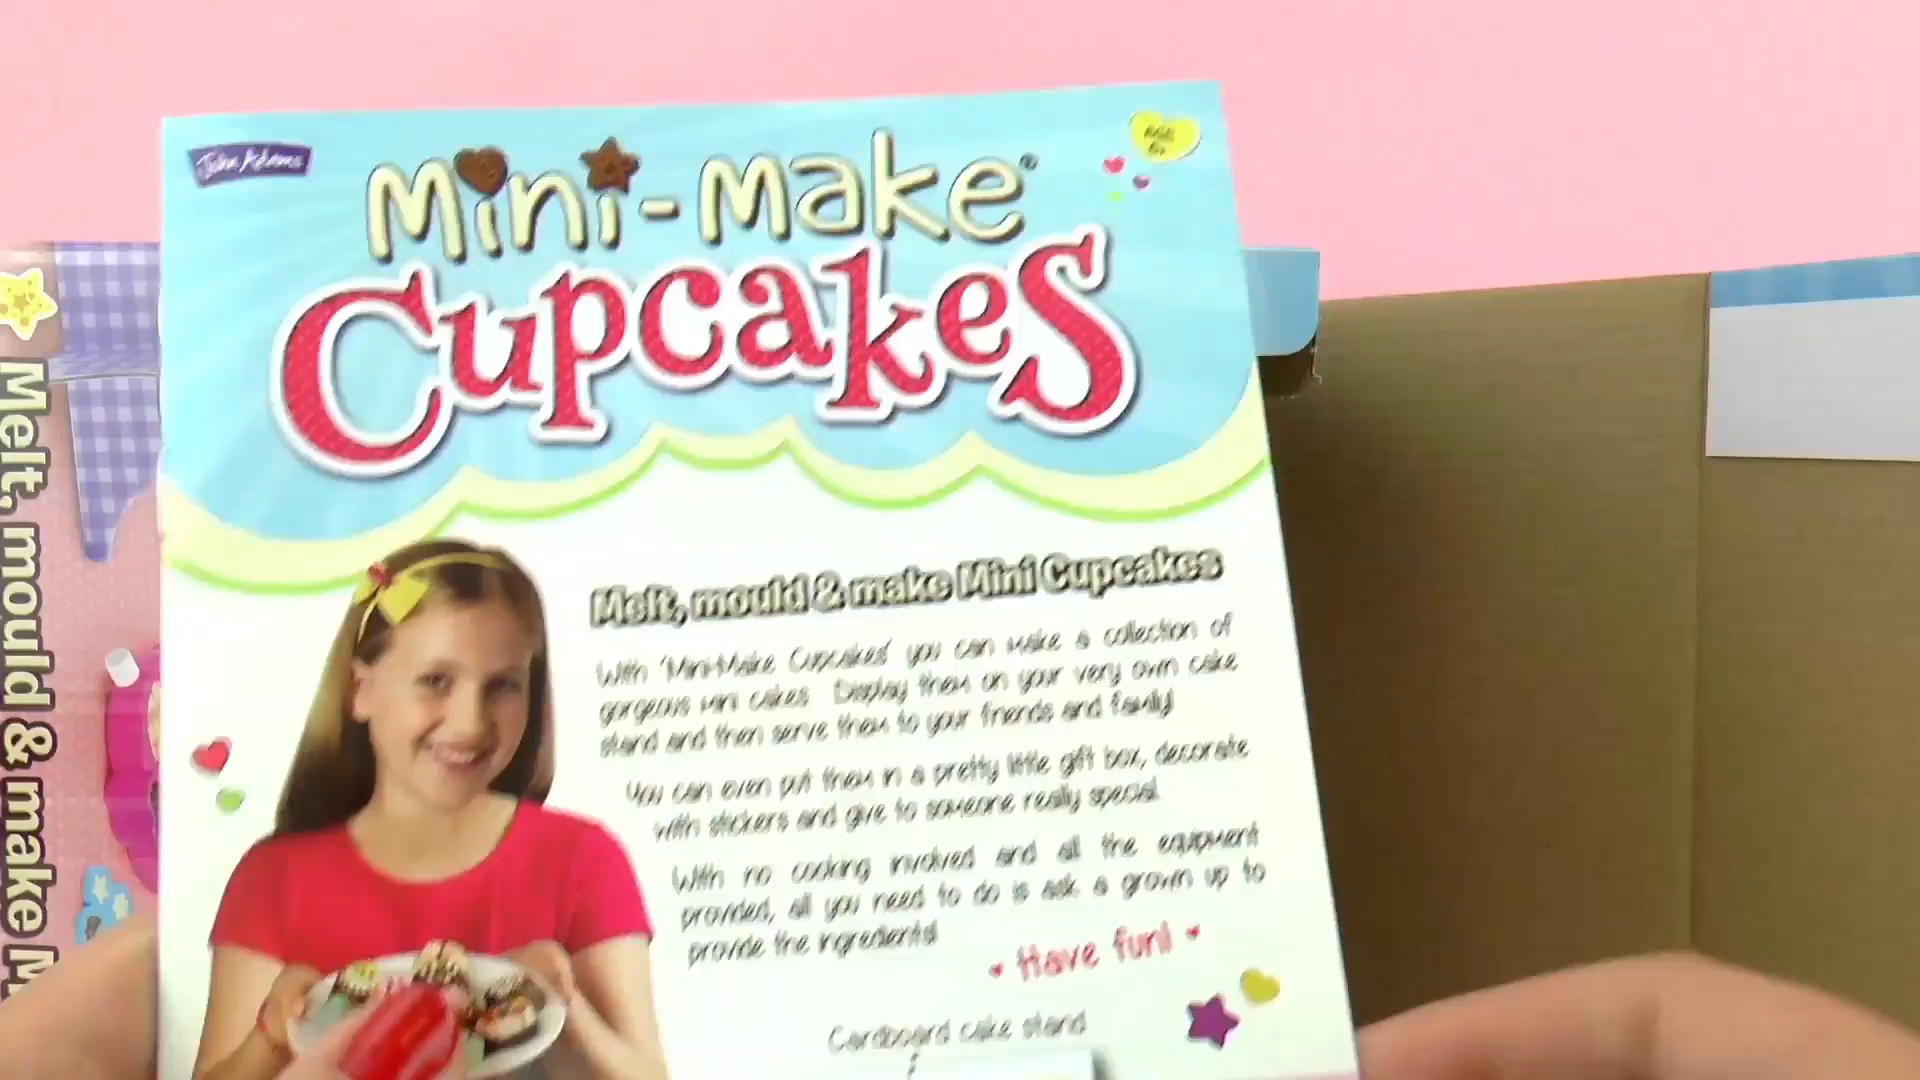 John Adams
Mini-Make®
Cupcakes
AGE
6+
Melt, mould & make Mini Cupcakes
With 'Mini-Make Cupcakes' you can make a collection of
gorgeous mini cakes. Display them on your very own cake
stand and then serve them to your friends and family!
You can even put them in a pretty little gift box, decorate
with stickers and give to someone really special.
With no cooking involved and all the equipment
provided, all you need to do is ask a grown up to
provide the ingredients!
Have fun!
Cardboard cake stand
Melt, mould & make M